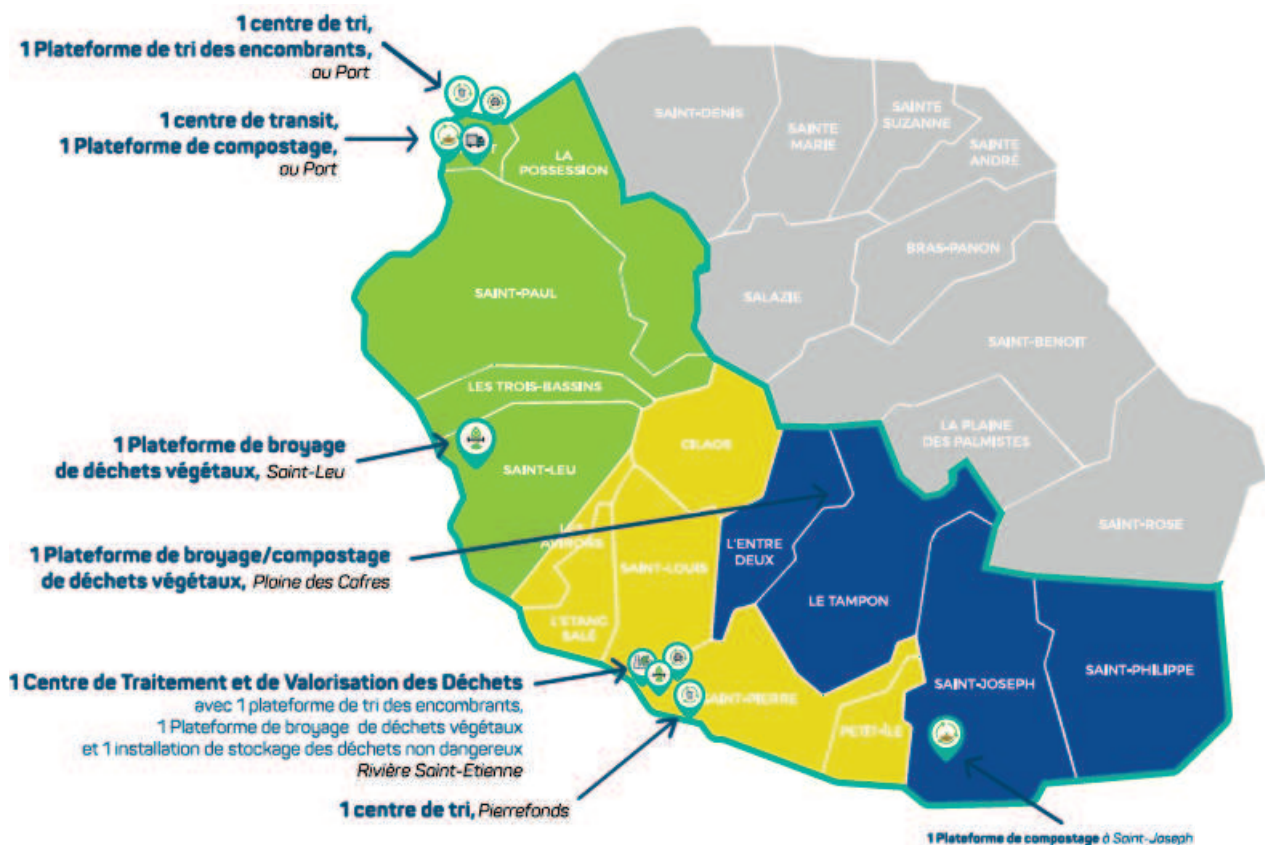 1 centre de tri,
1 Plateforme de tri des encombrants,
au Port
1 centre de transit,
1 Plateforme de compostage,
au Port
SAINT-DENIS
SAINTE
MARIE
SAINTE
SUZANNE
SAINTE
ANDRÉ
LA
POSSESSION
BRAS-PANON
SALAZIE
SAINT-PAUL
SAINT-BENOIT
LES TROIS-BASSINS
LA PLAINE
DES PALMISTES
CILAOS
1 Plateforme de broyage
de déchets végétaux, Saint-Leu
SAINT-LEU
SAINT-ROSE
1 Plateforme de broyage/compostage
de déchets végétaux, Plaine des Cafres
LES
AVIRONS
SAINT-LOUIS
L'ENTRE
DEUX
LE TAMPON
L'ETANG
SALÉ
SAINT-PHILIPPE
SAINT-JOSEPH
1 Centre de Traitement et de Valorisation des Déchets
avec 1 plateforme de tri des encombrants,
1 Plateforme de broyage de déchets végétaux
et 1 installation de stockage des déchets non dangereux
Rivière Saint-Etienne
SAINT-PIERRE
PETIT-ÎLE
1 centre de tri, Pierrefonds
1 Plateforme de compostage à Saint-Joseph